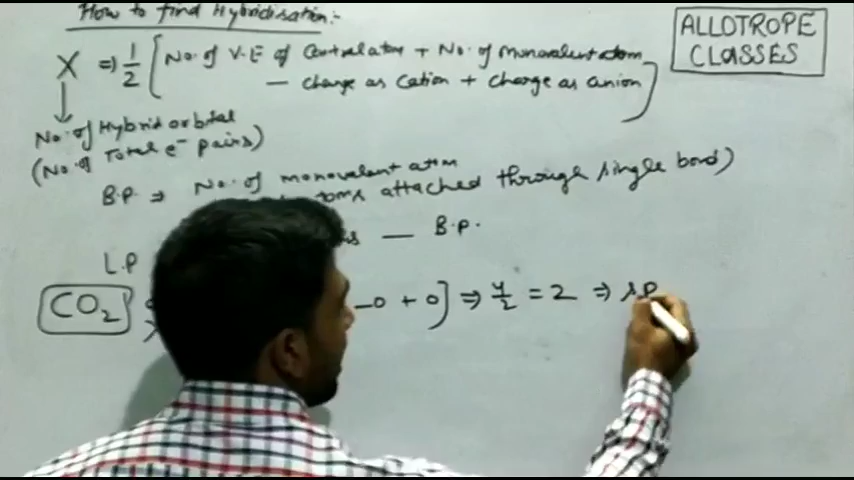 How to find Hybridisation:-
ALLOTROPE
CLASSES
X ⇒ 1/2 [No. of V.E of Central atom + No. of monovalent atom
— charge as cation + charge as anion]
No. of Hybrid orbital
(No. of Total e⁻ pairs)
B.P. ⇒ No. of monovalent atom
attached through single bond)
L.P — B.P.
CO₂ X — 0 + 0] ⇒ 4/2 = 2 ⇒ sp